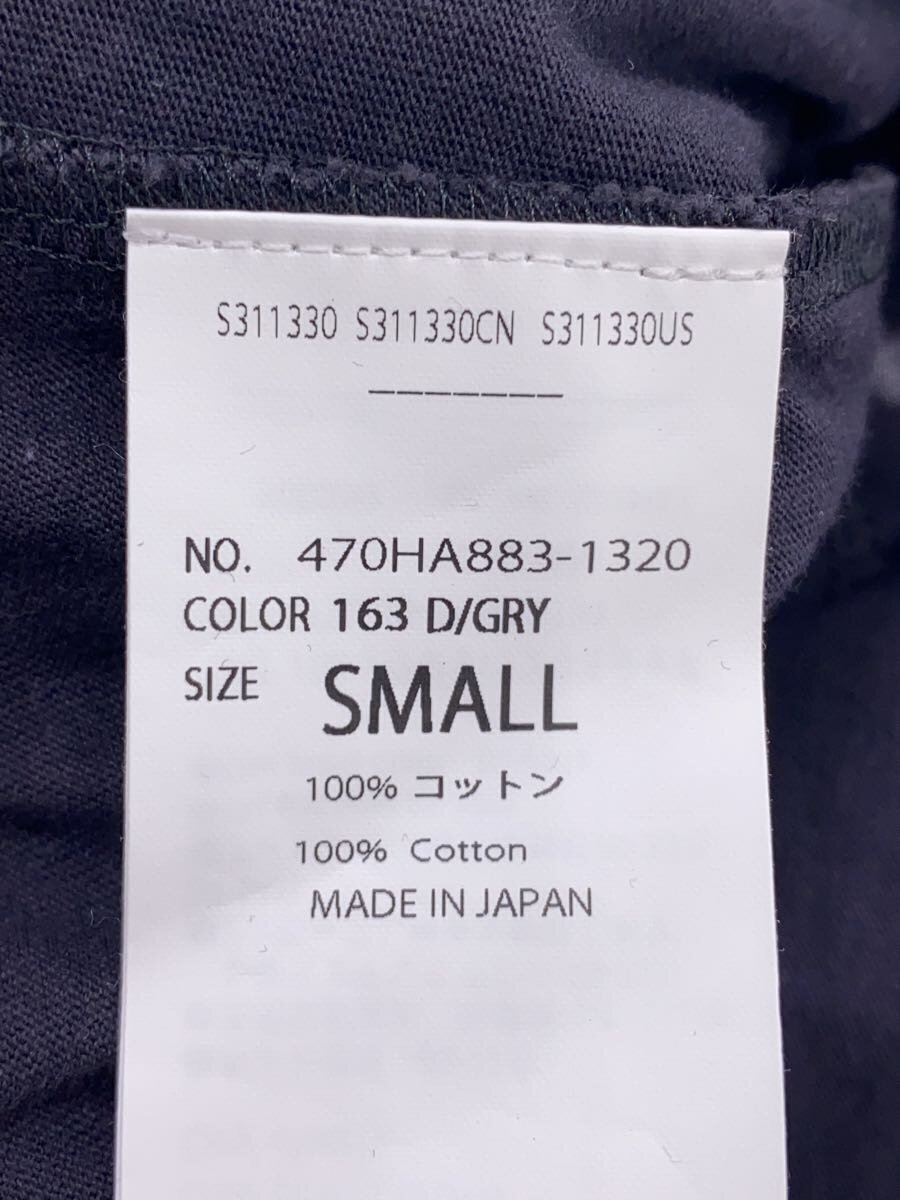 S311330 S311330CN S311330US
-------
NO. 470HA883-1320
COLOR 163 D/GRY
SIZE SMALL
100% コットン
100% Cotton
MADE IN JAPAN